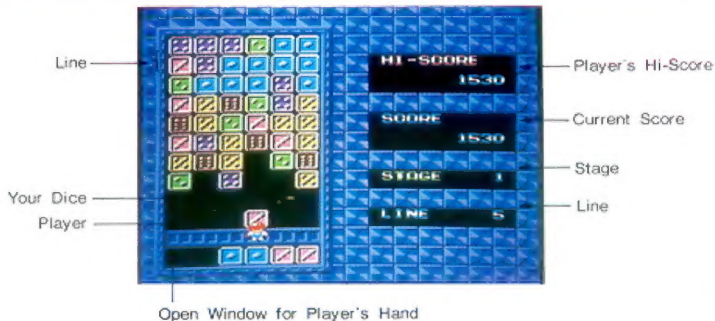 Line
HI-SCORE
1530
Player's Hi-Score
SCORE
1530
Current Score
STAGE 1
Stage
LINE 5
Line
Your Dice
Player
Open Window for Player's Hand